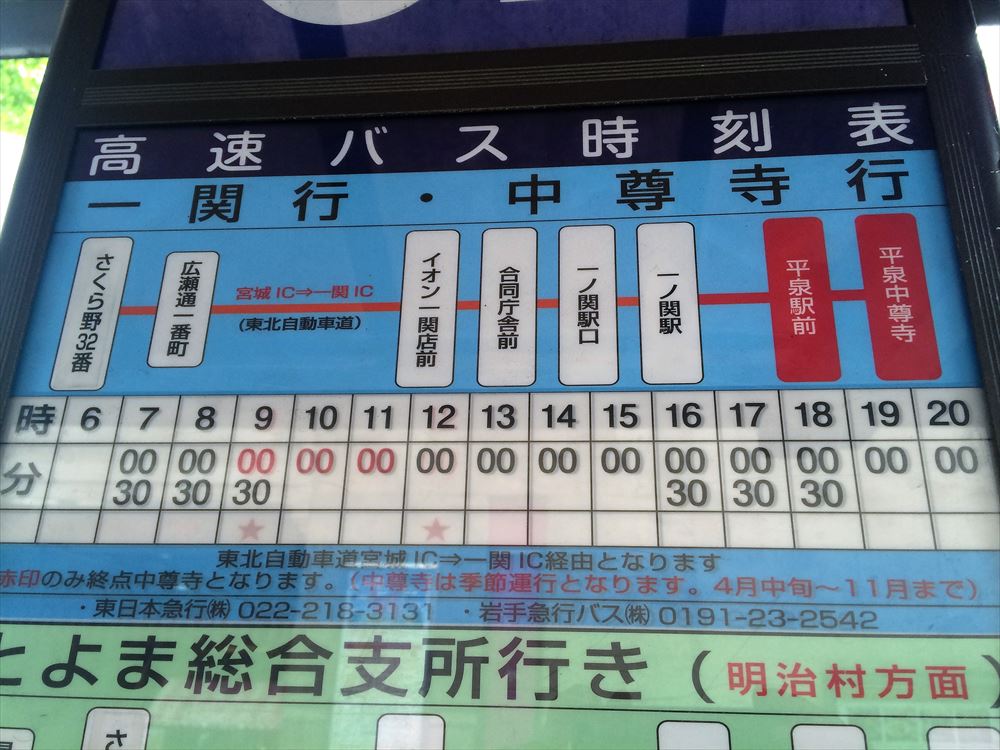 高速バス時刻表
一関行・中尊寺行
さくら野32番
広瀬通一番町
宮城IC⇒一関IC
(東北自動車道)
イオン一関店前
合同庁舎前
一ノ関駅口
一ノ関駅
平泉駅前
平泉中尊寺
時 6 7 8 9 10 11 12 13 14 15 16 17 18 19 20
分 00 00 00 00 00 00 00 00 00 00 00 00 00 00
30 30 30 30 30 30
★ ★
東北自動車道宮城IC⇒一関IC経由となります
赤印のみ終点中尊寺となります。(中尊寺は季節運行となります。4月中旬～11月まで)
・東日本急行㈱ 022-218-3131 ・岩手急行バス㈱ 0191-23-2542
とよま総合支所行き(明治村方面
さ